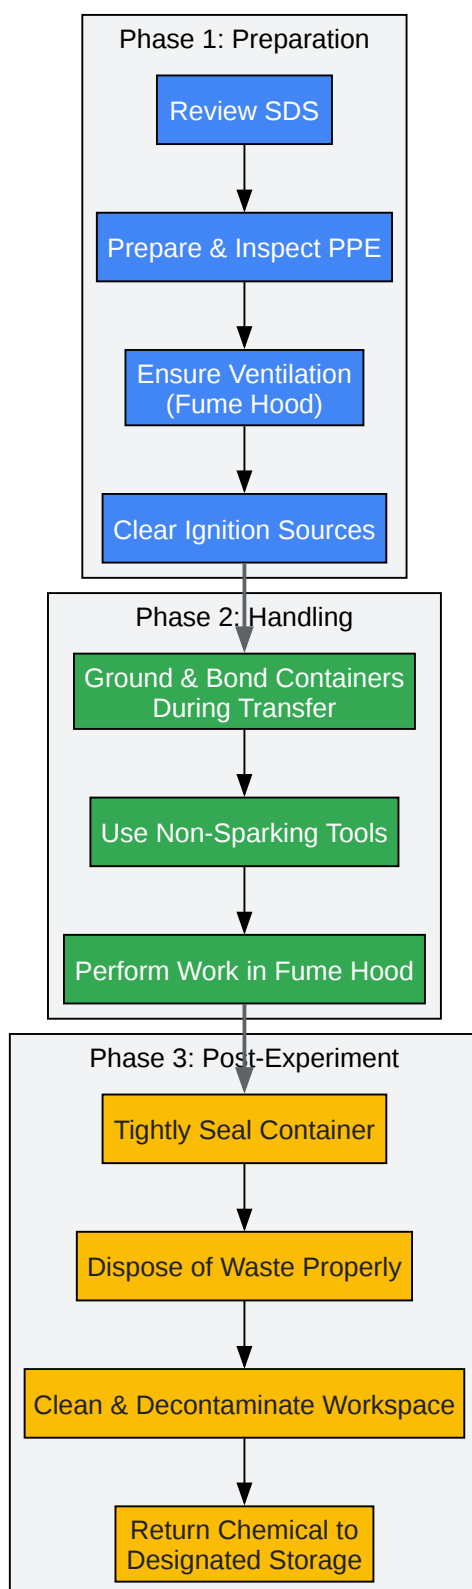 Phase 1: Preparation
Review SDS
Prepare & Inspect PPE
Ensure Ventilation
(Fume Hood)
Clear Ignition Sources
Phase 2: Handling
Ground & Bond Containers
During Transfer
Use Non-Sparking Tools
Perform Work in Fume Hood
Phase 3: Post-Experiment
Tightly Seal Container
Dispose of Waste Properly
Clean & Decontaminate Workspace
Return Chemical to
Designated Storage